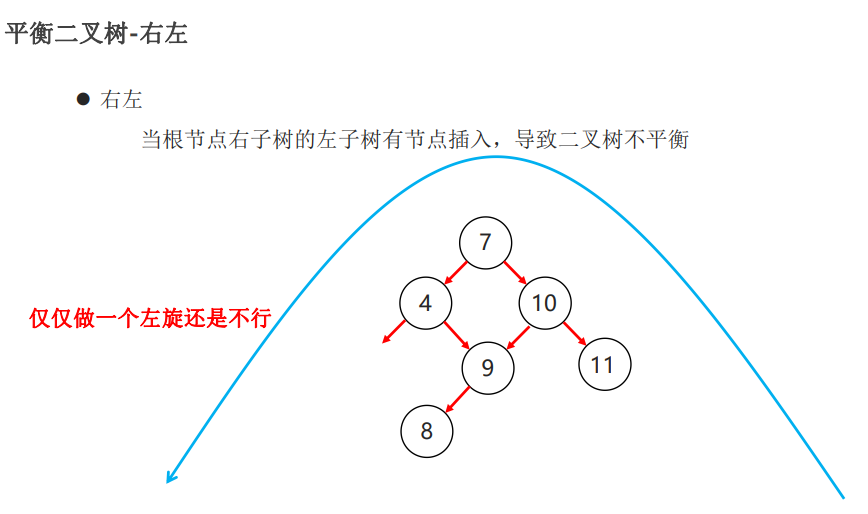 平衡二叉树-右左
● 右左
当根节点右子树的左子树有节点插入，导致二叉树不平衡
7
4 10
仅仅做一个左旋还是不行
9 11
8